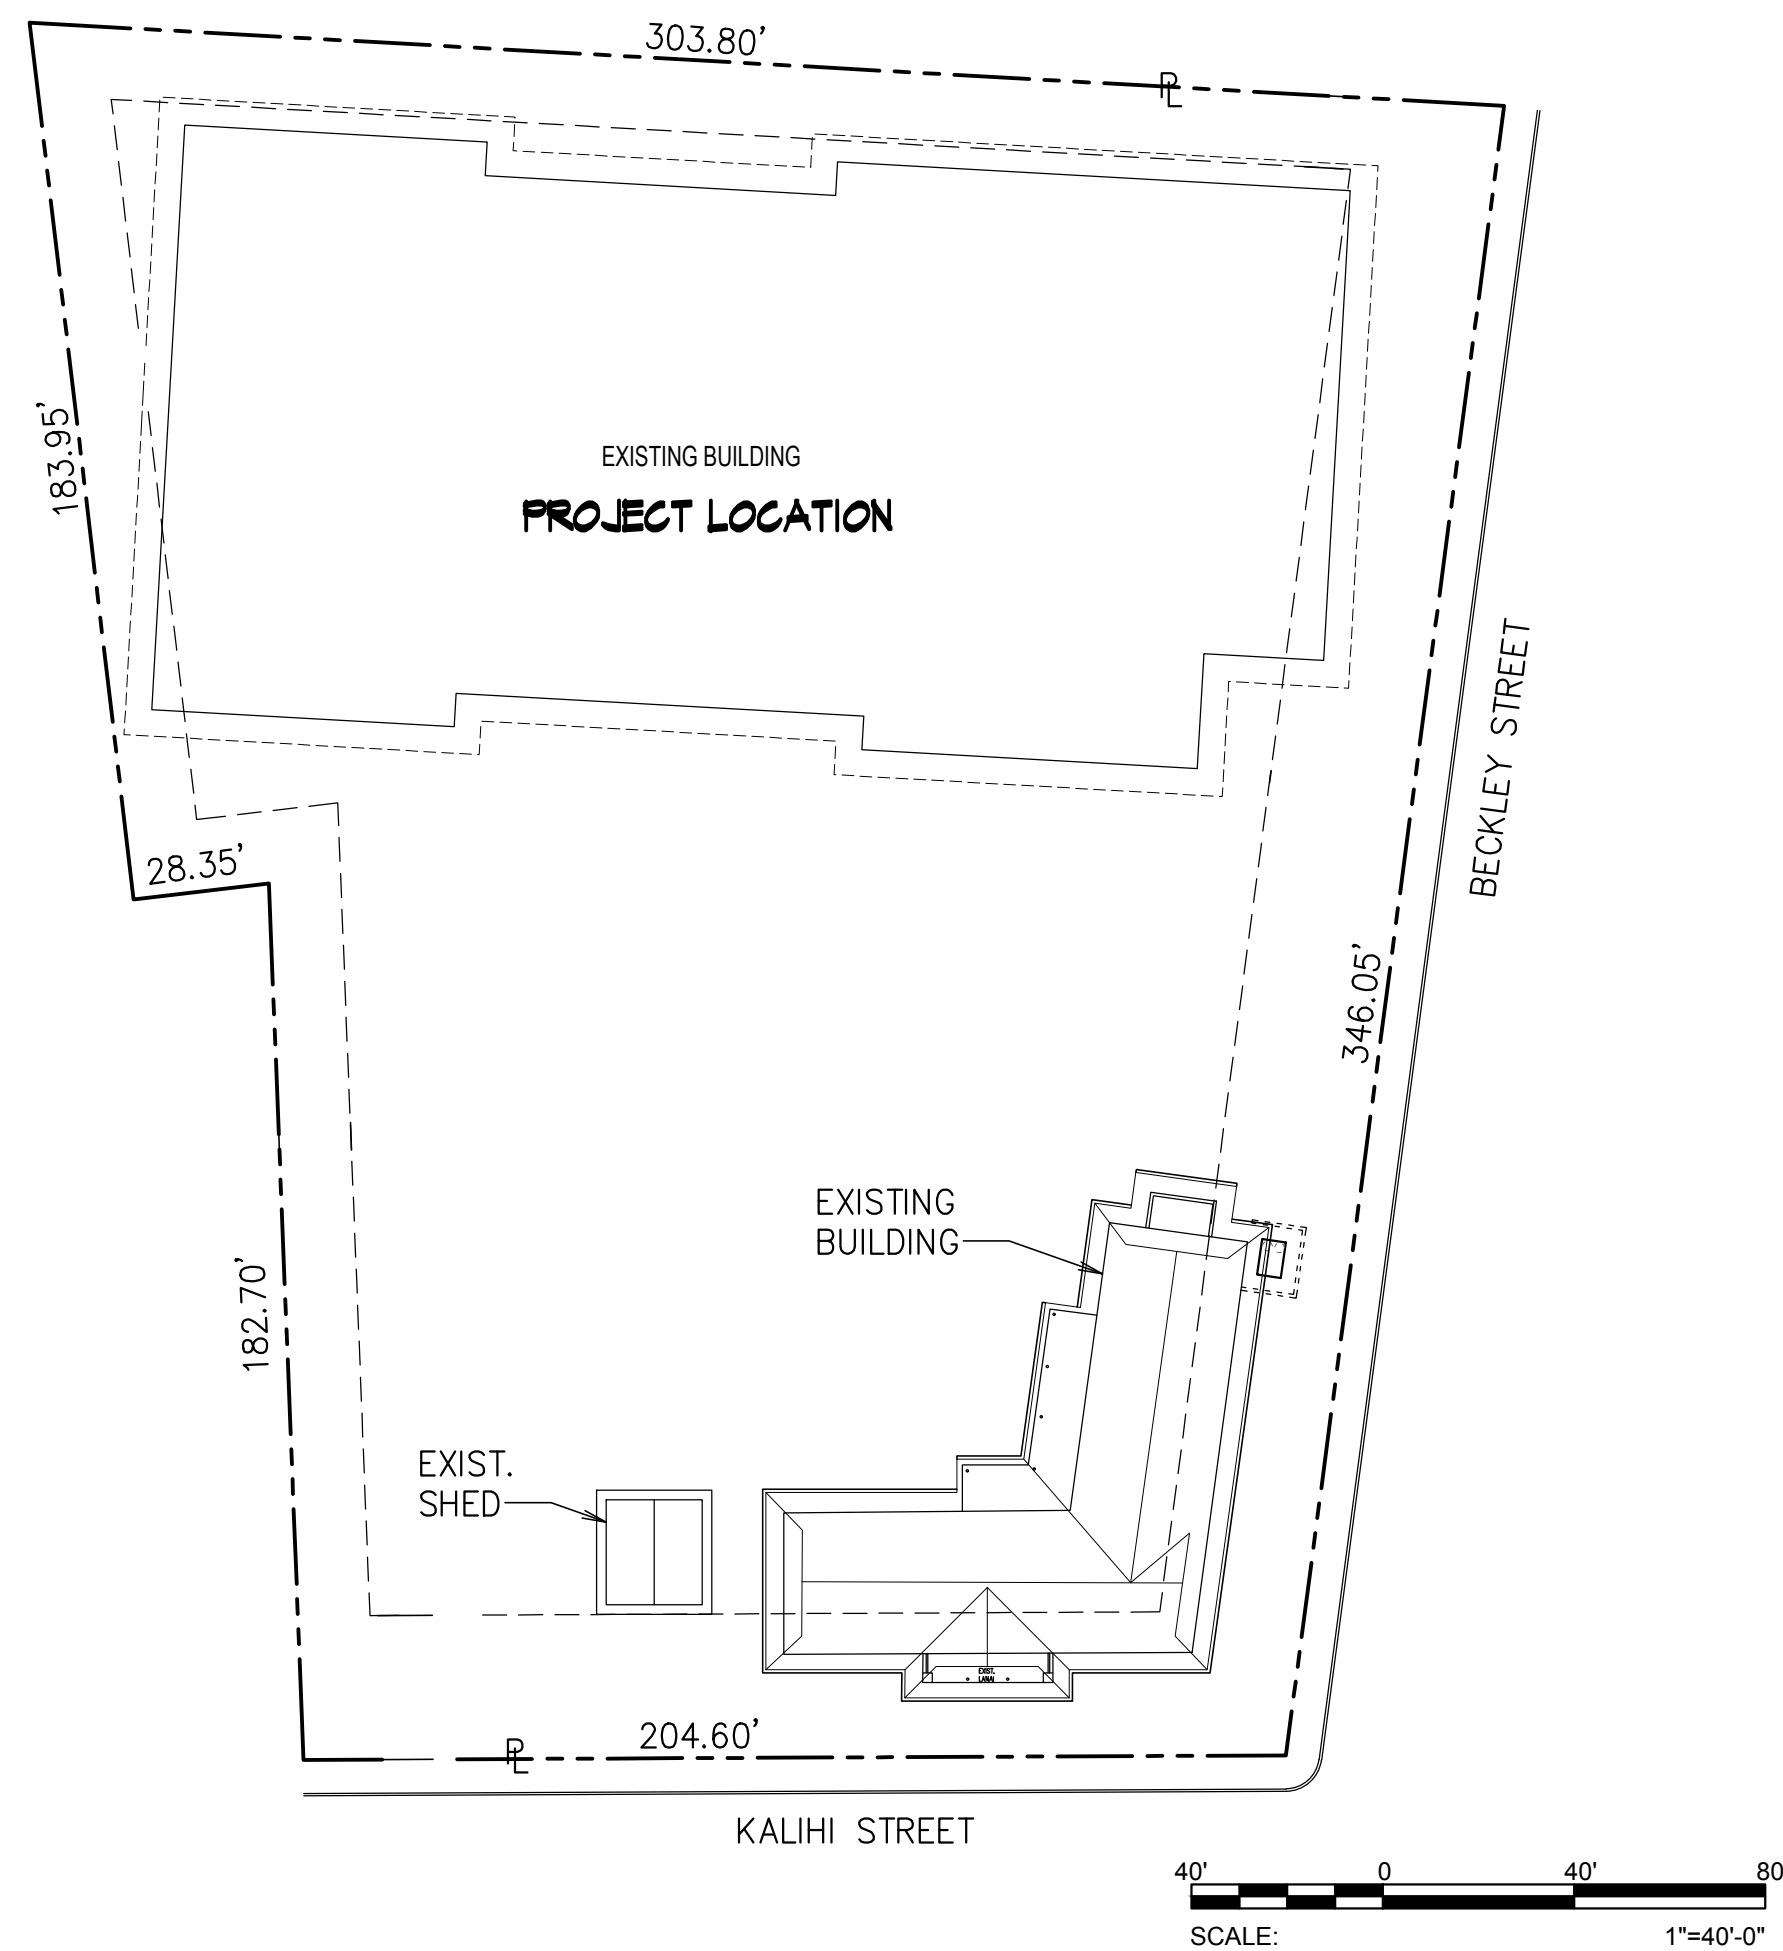 303.80'
PL
183.95'
EXISTING BUILDING
PROJECT LOCATION
BECKLEY STREET
28.35'
346.05'
EXISTING
BUILDING
182.70'
EXIST.
SHED
EXIST.
LANAI
204.60'
PL
KALIHI STREET
40' 0 40' 80
SCALE: 1"=40'-0"